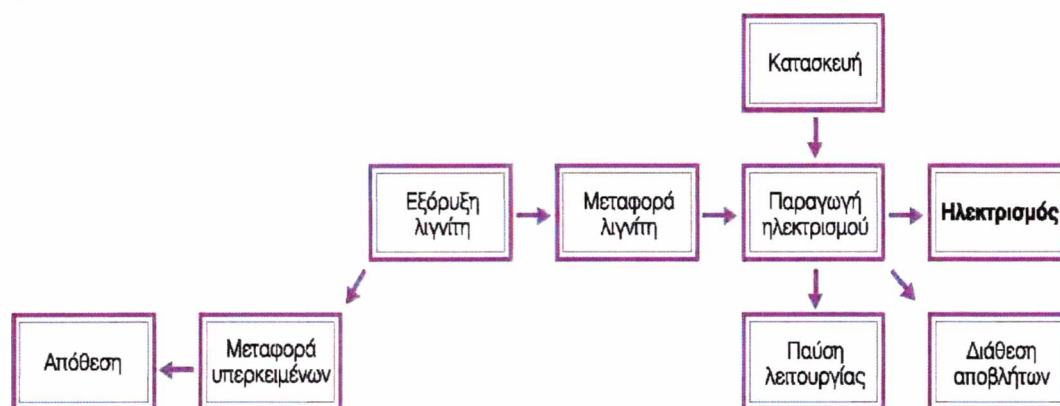 Κατασκευή
Εξόρυξη
λιγνίτη
Μεταφορά
λιγνίτη
Παραγωγή
ηλεκτρισμού
Ηλεκτρισμός
Απόθεση
Μεταφορά
υπερκειμένων
Παύση
λειτουργίας
Διάθεση
αποβλήτων